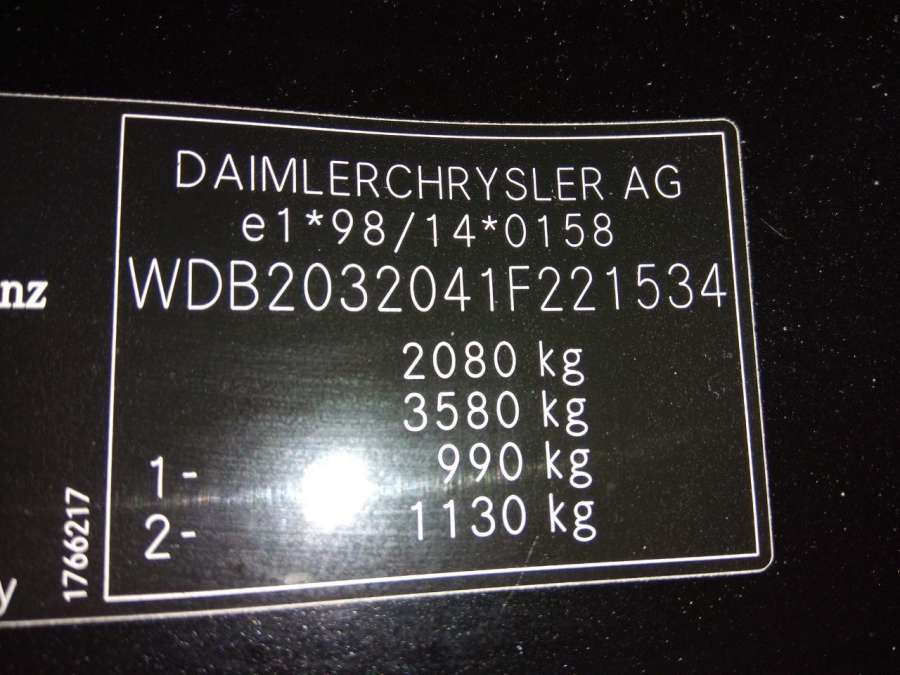 DAIMLERCHRYSLER AG
e1*98/14*0158
WDB2032041F221534
2080 kg
3580 kg
1- 990 kg
2- 1130 kg
1766217
nz
y